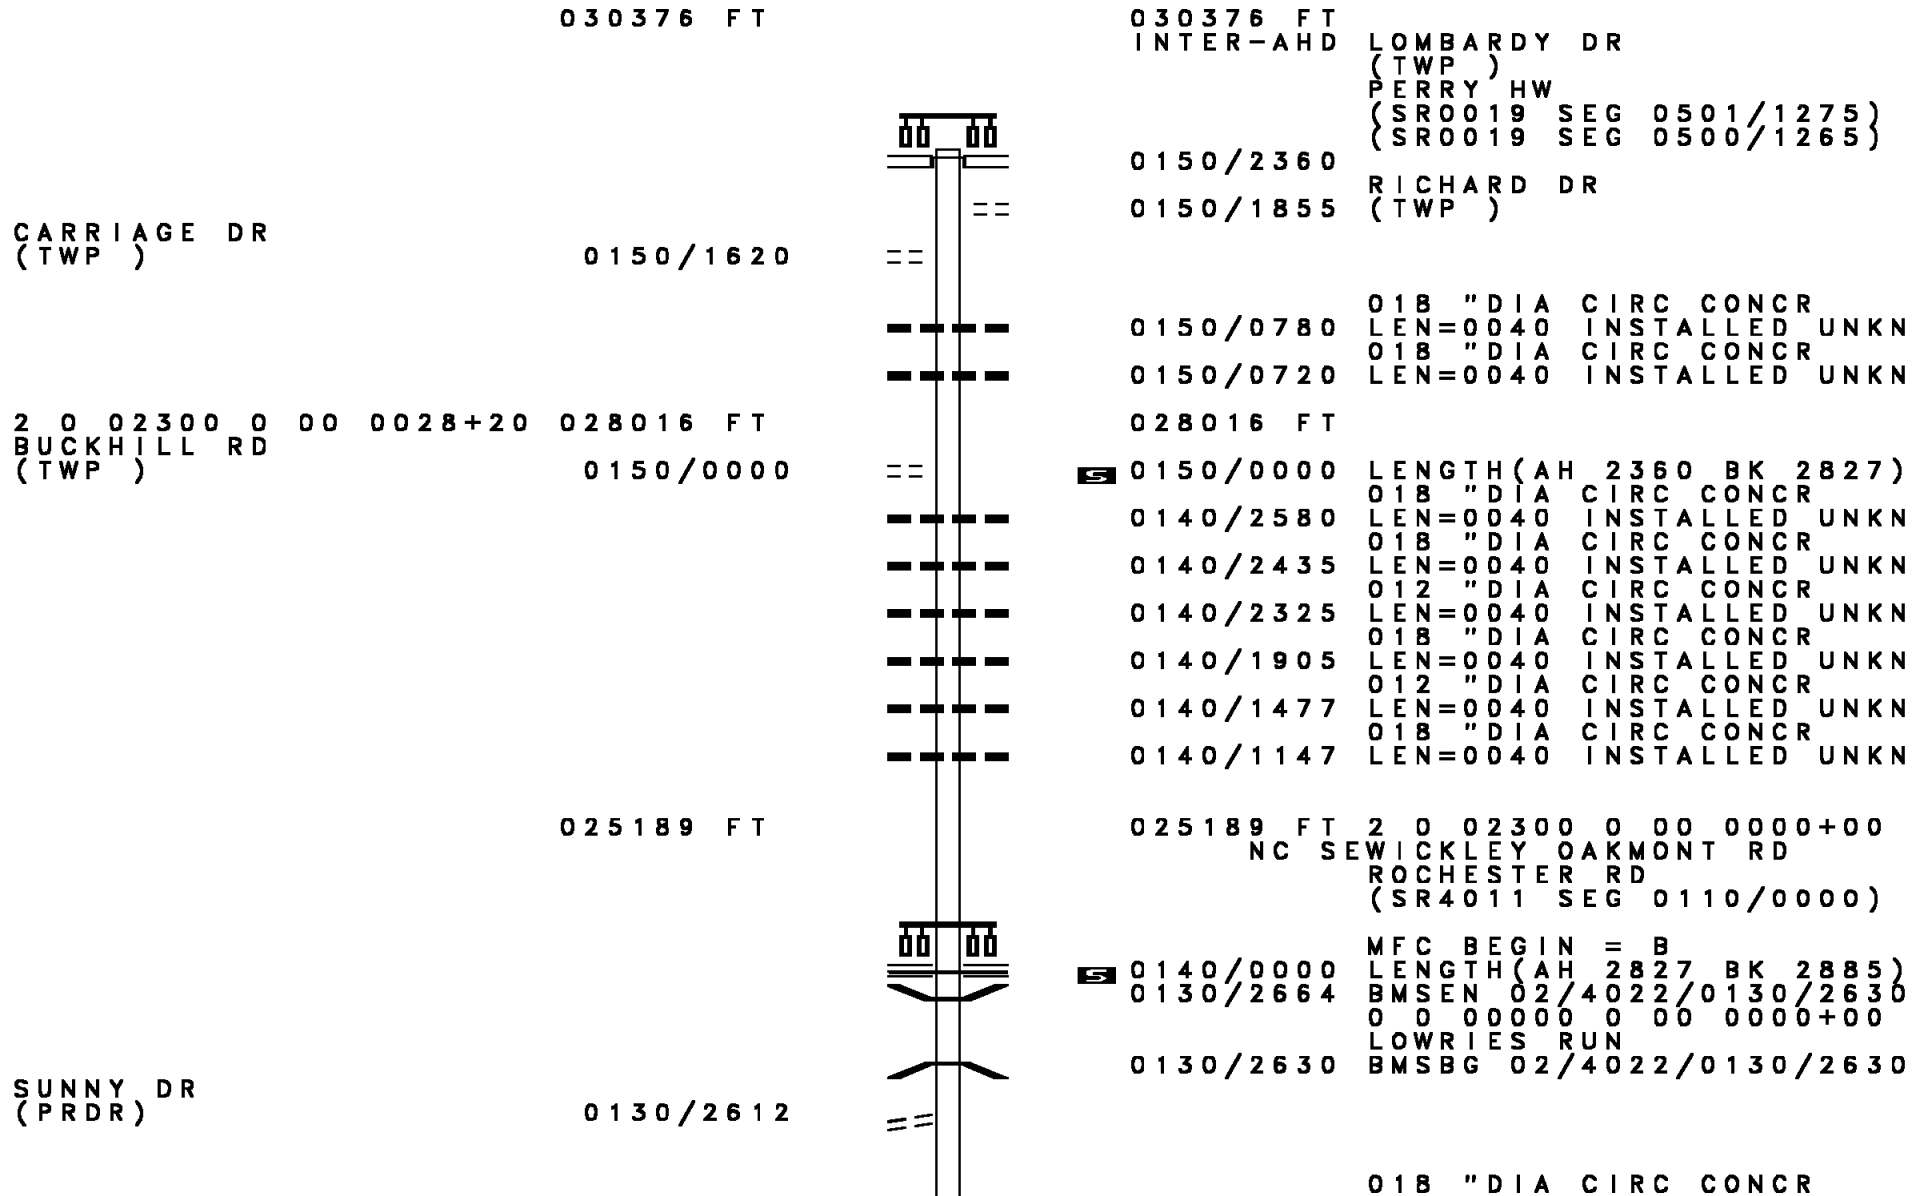 030376 FT 030376 FT
INTER-AHD LOMBARDY DR
(TWP )
PERRY HW
(SR0019 SEG 0501/1275)
(SR0019 SEG 0500/1265)
0150/2360
RICHARD DR
0150/1855 (TWP )
CARRIAGE DR
(TWP ) 0150/1620
018 "DIA CIRC CONCR
0150/0780 LEN=0040 INSTALLED UNKN
018 "DIA CIRC CONCR
0150/0720 LEN=0040 INSTALLED UNKN
2 0 02300 0 00 0028+20 028016 FT 028016 FT
BUCKHILL RD
(TWP ) 0150/0000 S 0150/0000 LENGTH(AH 2360 BK 2827)
018 "DIA CIRC CONCR
0140/2580 LEN=0040 INSTALLED UNKN
018 "DIA CIRC CONCR
0140/2435 LEN=0040 INSTALLED UNKN
012 "DIA CIRC CONCR
0140/2325 LEN=0040 INSTALLED UNKN
018 "DIA CIRC CONCR
0140/1905 LEN=0040 INSTALLED UNKN
012 "DIA CIRC CONCR
0140/1477 LEN=0040 INSTALLED UNKN
018 "DIA CIRC CONCR
0140/1147 LEN=0040 INSTALLED UNKN
025189 FT 025189 FT 2 0 02300 0 00 0000+00
NC SEWICKLEY OAKMONT RD
ROCHESTER RD
(SR4011 SEG 0110/0000)
MFC BEGIN = B
S 0140/0000 LENGTH(AH 2827 BK 2885)
0130/2664 BMSEN 02/4022/0130/2630
0 0 00000 0 00 0000+00
LOWRIES RUN
0130/2630 BMSBG 02/4022/0130/2630
SUNNY DR
(PRDR) 0130/2612
018 "DIA CIRC CONCR